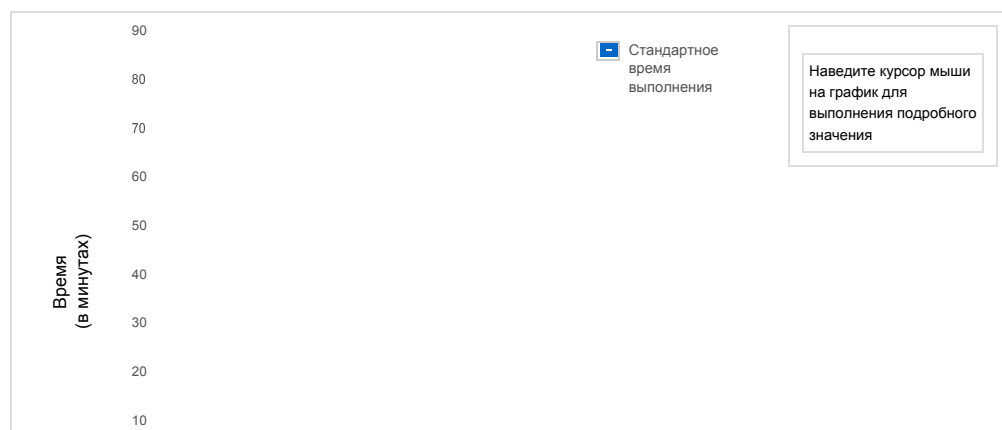 90
80
70
60
50
40
30
20
10
Время
(в минутах)
Стандартное
время
выполнения
Наведите курсор мыши
на график для
выполнения подробного
значения